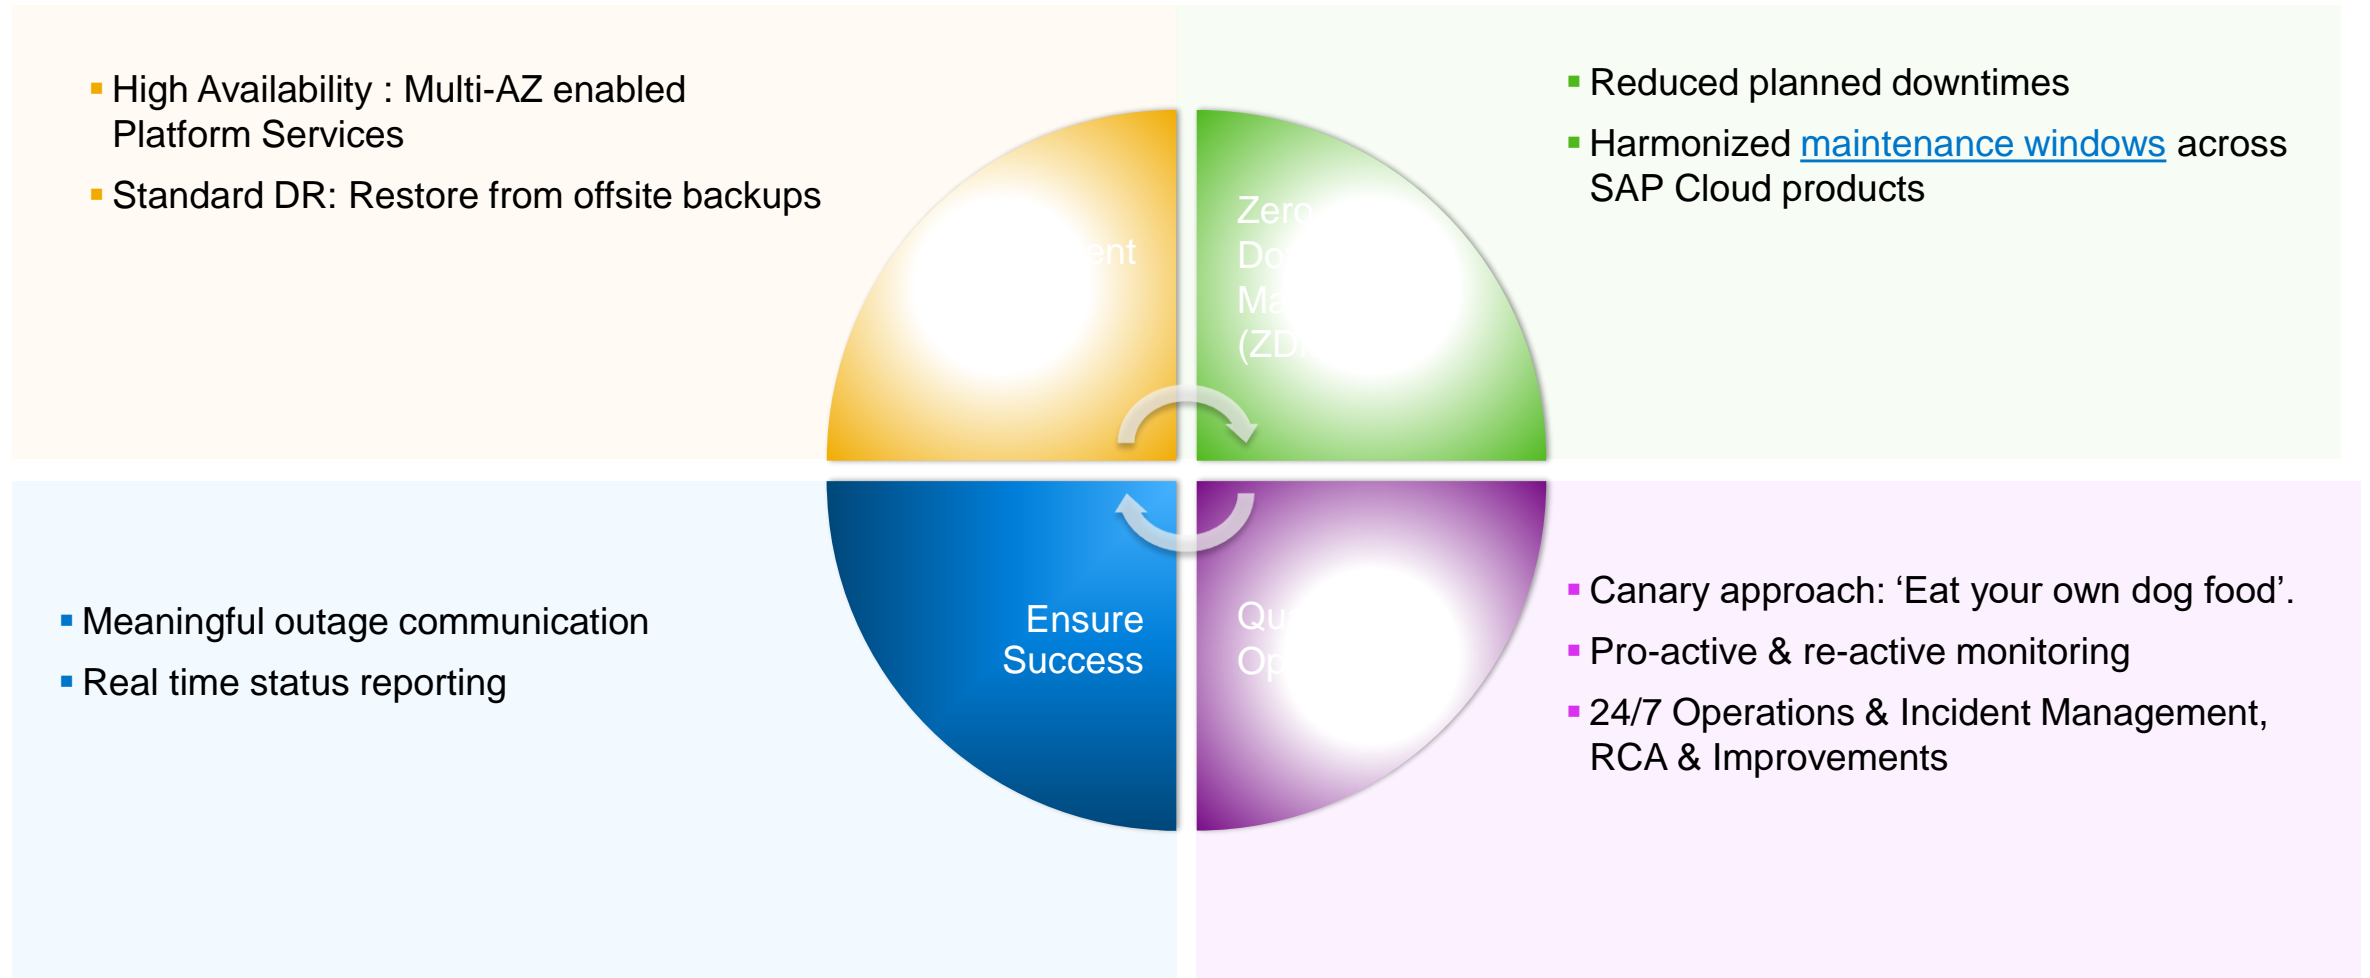 High Availability : Multi-AZ enabled
Platform Services
Standard DR: Restore from offsite backups
Reduced planned downtimes
Harmonized maintenance windows across
SAP Cloud products
Zero
Ensure
Success
Meaningful outage communication
Real time status reporting
Canary approach: ‘Eat your own dog food’.
Pro-active & re-active monitoring
24/7 Operations & Incident Management,
RCA & Improvements